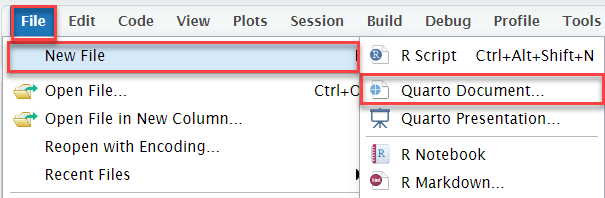 File Edit Code View Plots Session Build Debug Profile Tools
New File
Open File... Ctrl+O
Open File in New Column...
Reopen with Encoding...
Recent Files
R Script Ctrl+Alt+Shift+N
Quarto Document...
Quarto Presentation...
R Notebook
R Markdown...